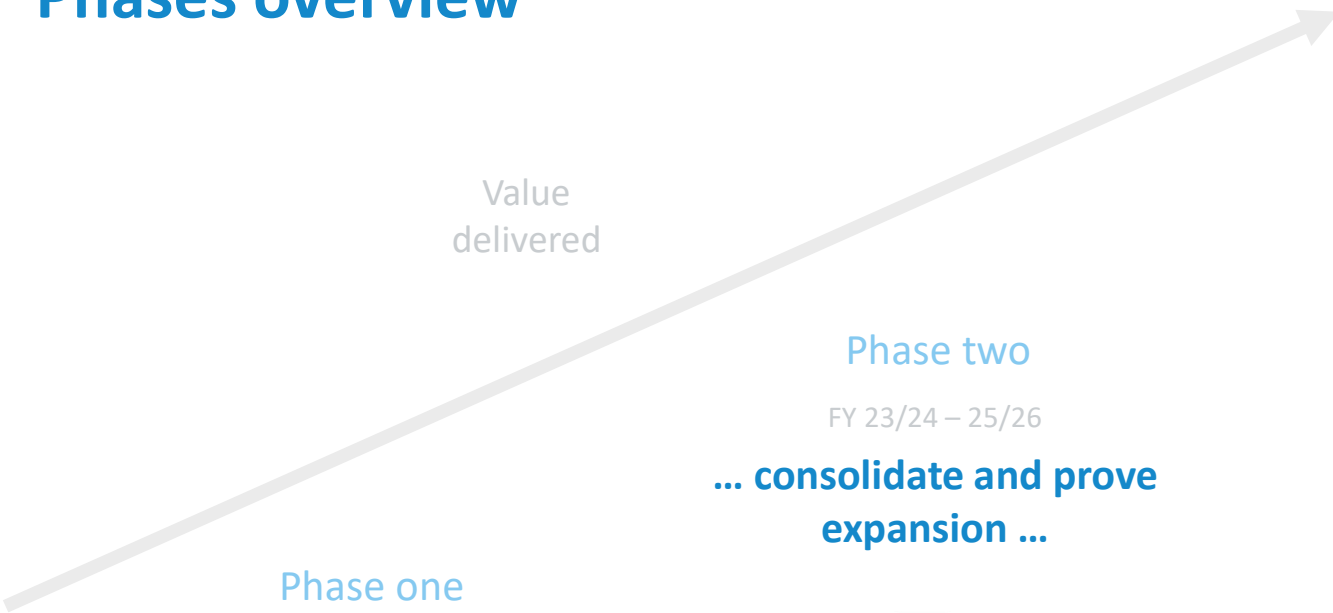 Phases overview
Value
delivered
Phase two
FY 23/24 – 25/26
… consolidate and prove
expansion …
Phase one